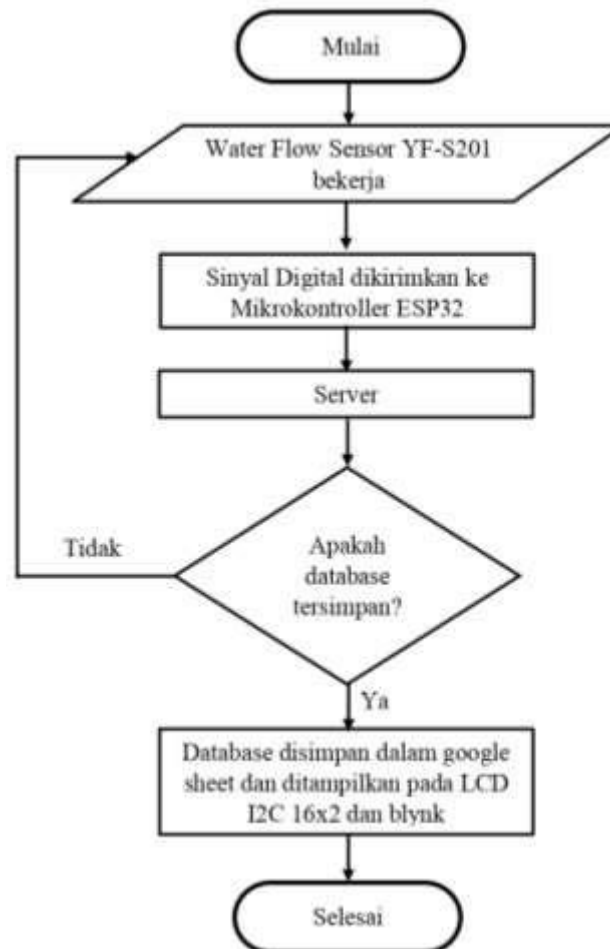 Mulai
Water Flow Sensor YF-S201
bekerja
Sinyal Digital dikirimkan ke
Mikrokontroller ESP32
Server
Tidak
Apakah
database
tersimpan?
Ya
Database disimpan dalam google
sheet dan ditampilkan pada LCD
I2C 16x2 dan blynk
Selesai